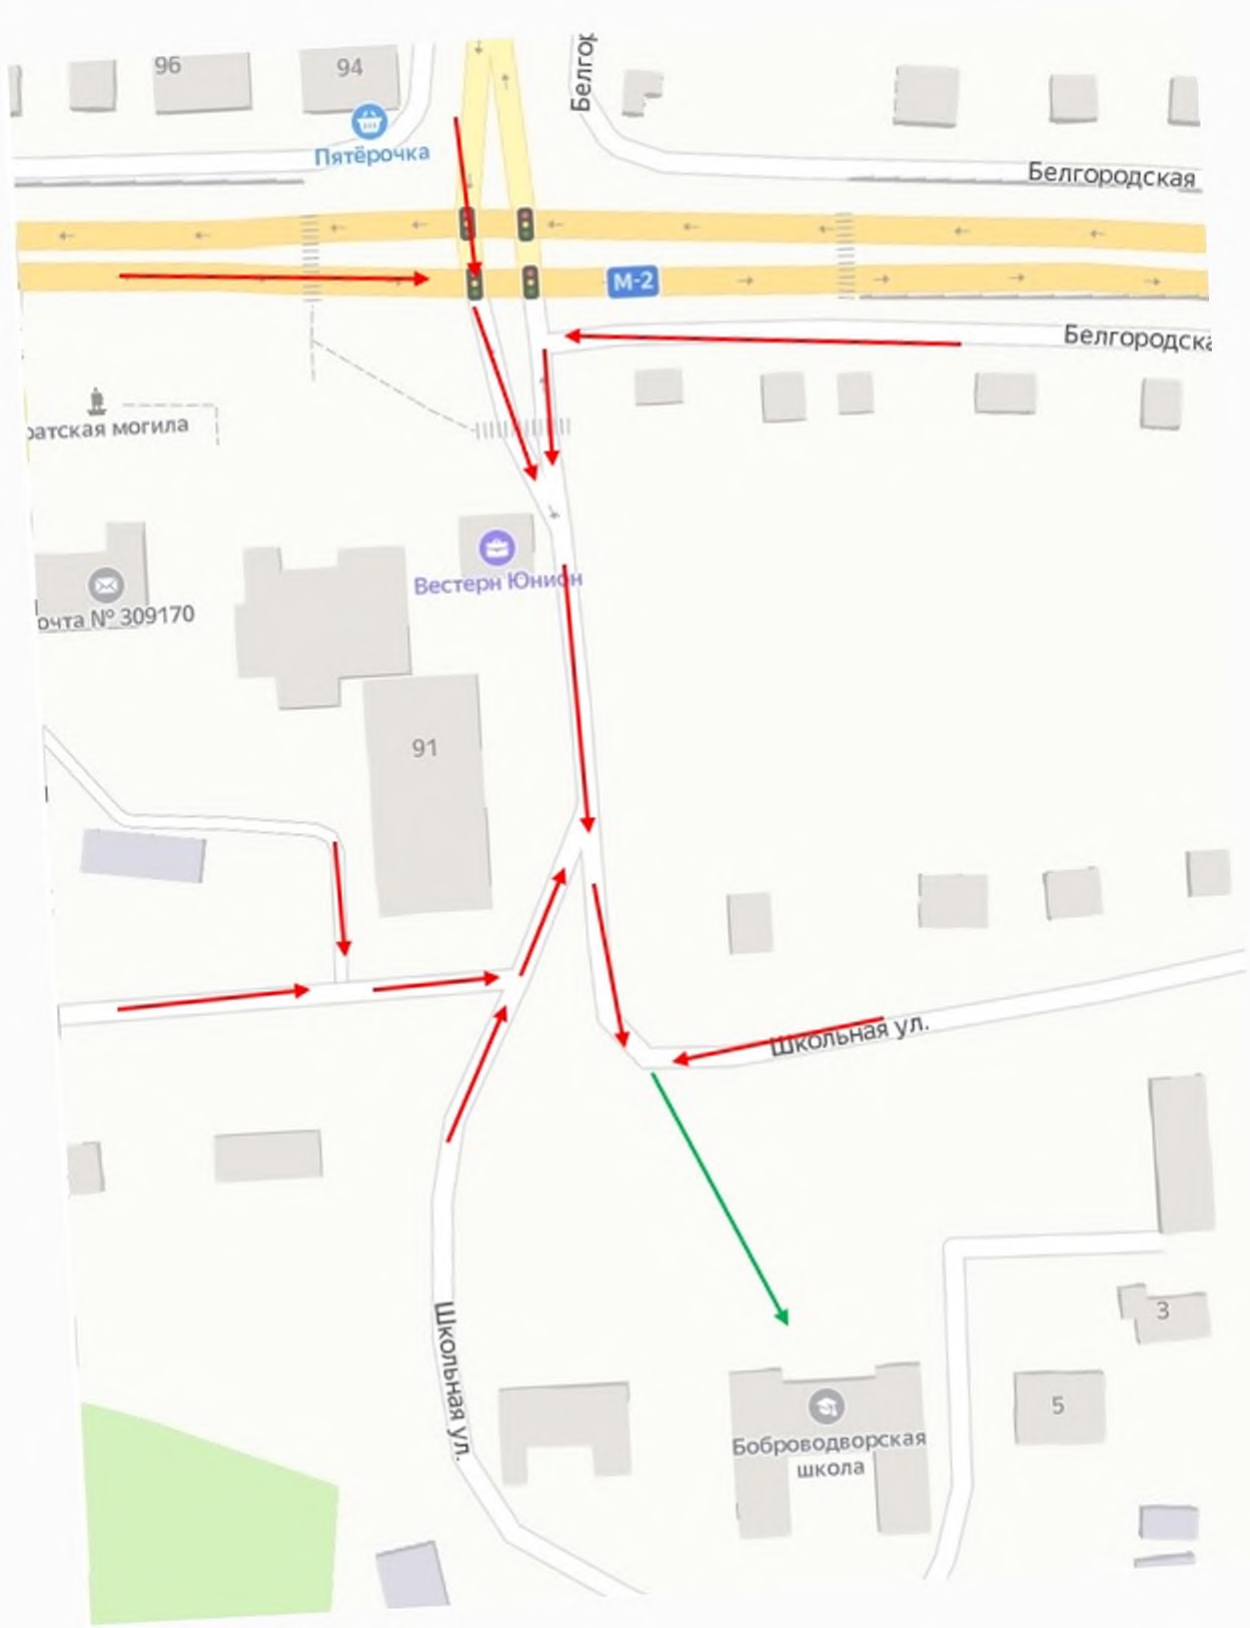 96
94
Пятёрочка
Белгор
Белгородская
М-2
Белгородска
ратская могила
Вестерн Юнион
очта № 309170
91
Школьная ул.
Школьная ул.
3
5
Боброводворская
школа